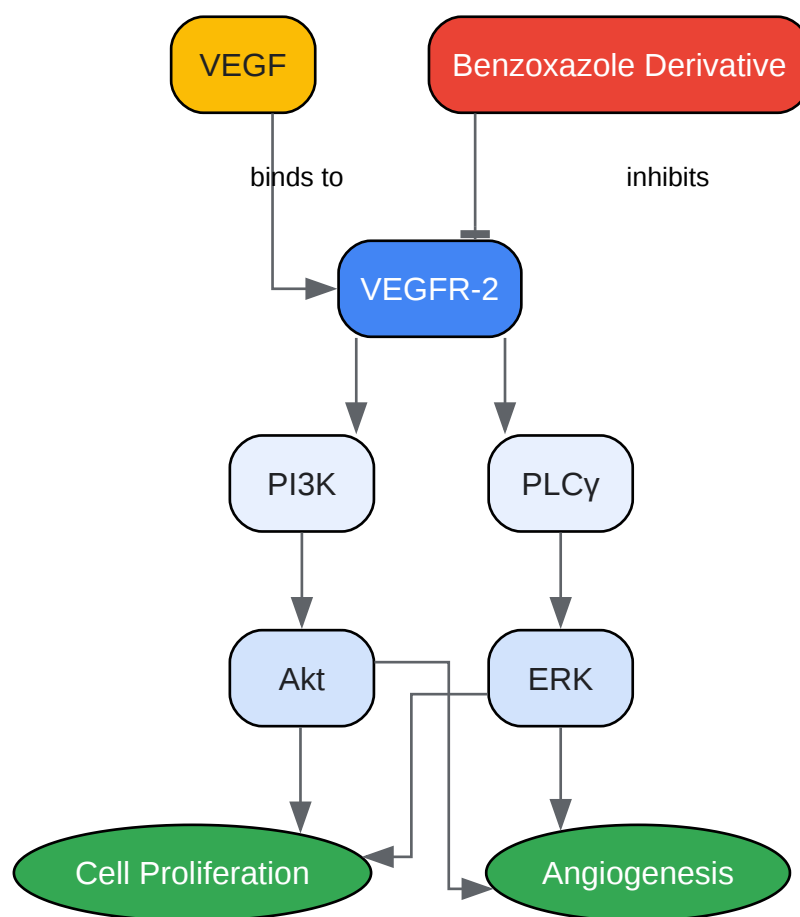 VEGF
Benzoxazole Derivative
binds to
inhibits
VEGFR-2
PI3K
PLCγ
Akt
ERK
Cell Proliferation
Angiogenesis